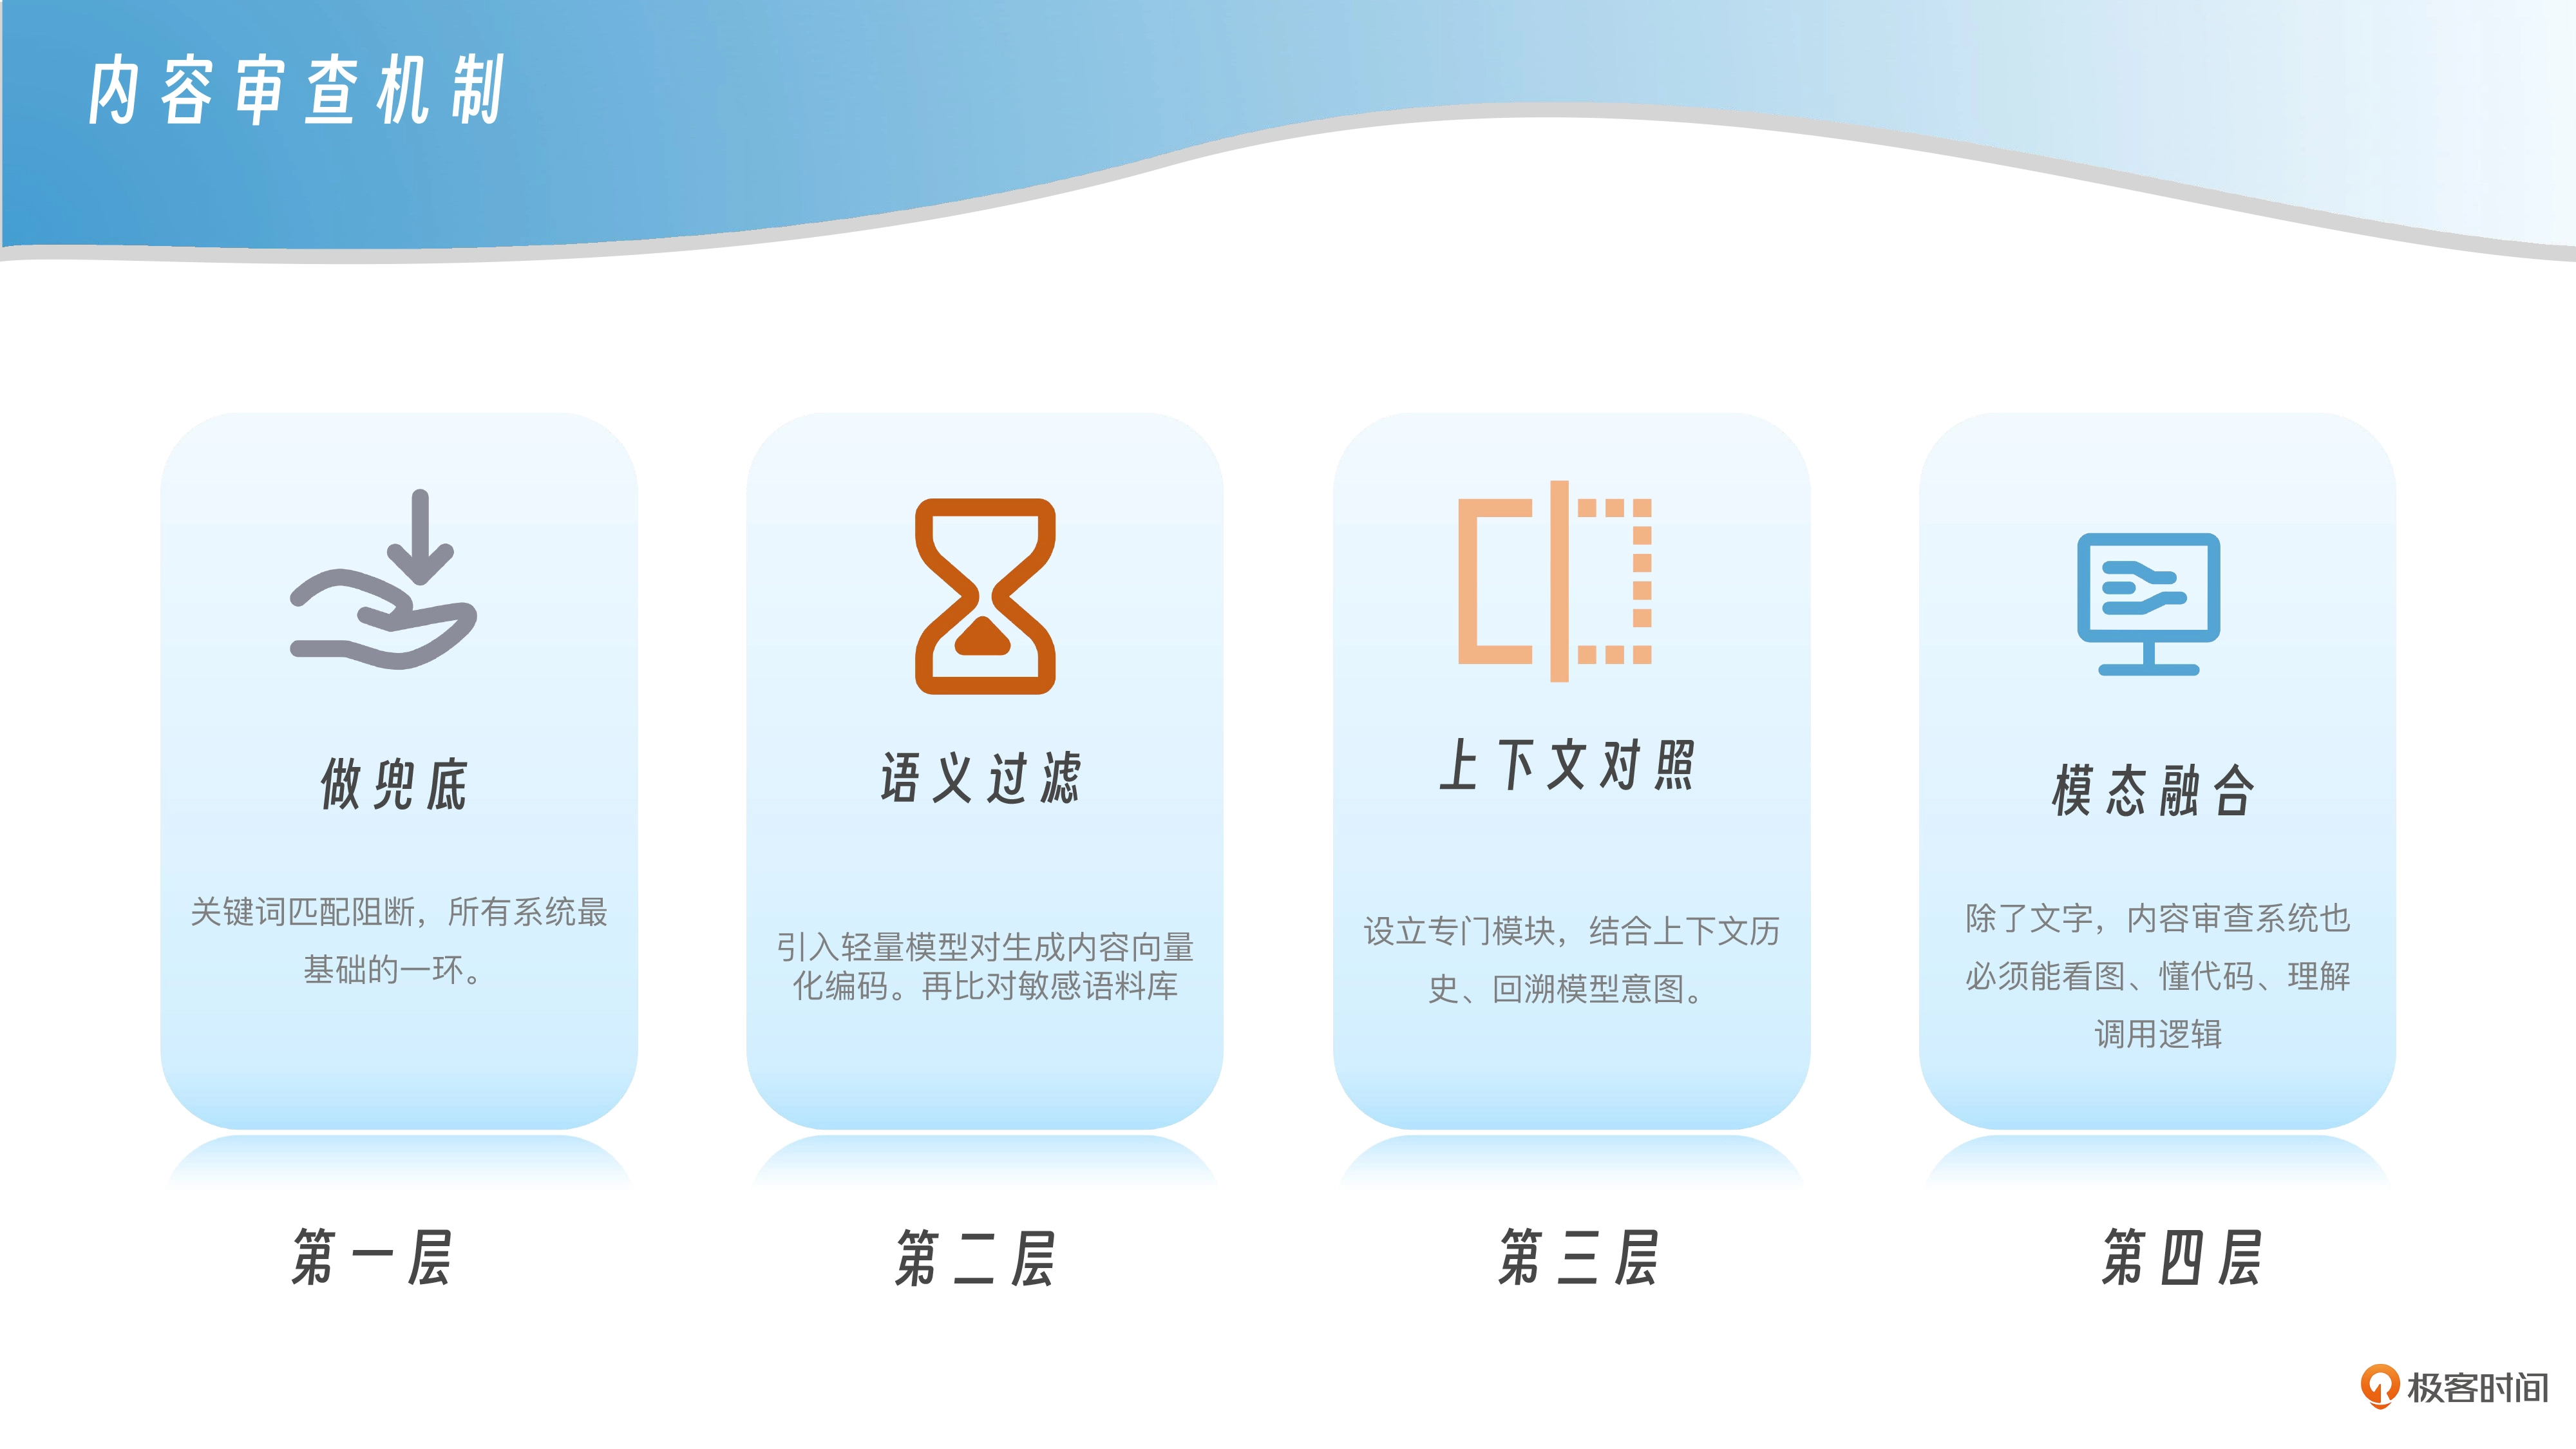 内容审查机制
做兜底
关键词匹配阻断，所有系统最
基础的一环。
第一层
语义过滤
引入轻量模型对生成内容向量
化编码。再比对敏感语料库
第二层
上下文对照
设立专门模块，结合上下文历
史、回溯模型意图。
第三层
模态融合
除了文字，内容审查系统也
必须能看图、懂代码、理解
调用逻辑
第四层
极客时间